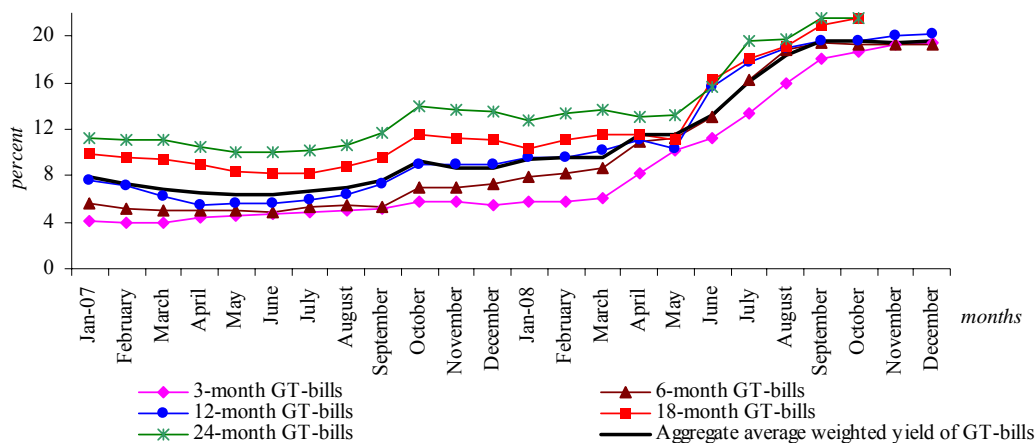 20
16
12
8
4
0
percent
Jan-07
February
March
April
May
June
July
August
September
October
November
December
Jan-08
February
March
April
May
June
July
August
September
October
November
December
months
3-month GT-bills
6-month GT-bills
12-month GT-bills
18-month GT-bills
24-month GT-bills
Aggregate average weighted yield of GT-bills